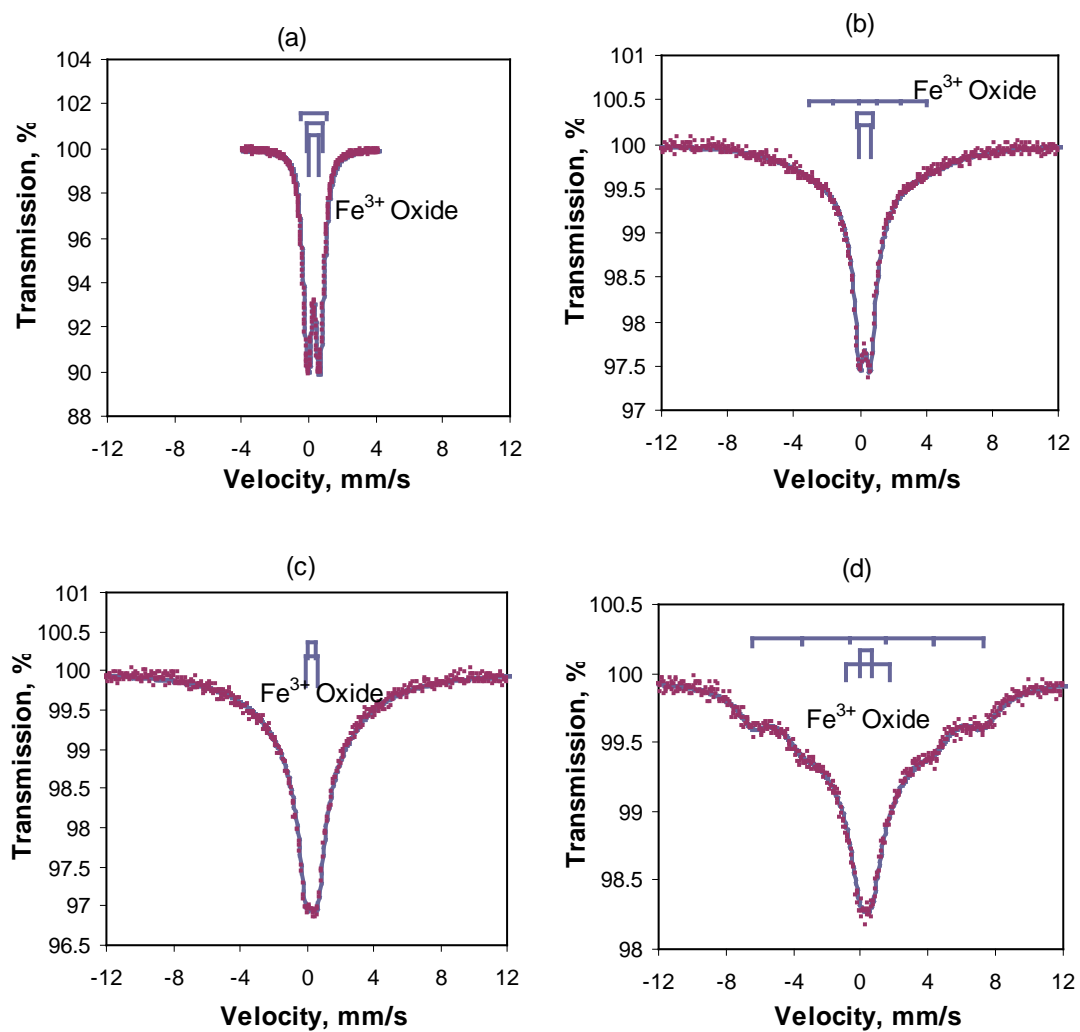 (a)
104
102
100
98
96
94
92
90
88
Transmission, %
Fe³⁺ Oxide
-12 -8 -4 0 4 8 12
Velocity, mm/s
(b)
101
100.5
100
99.5
99
98.5
98
97.5
97
Transmission, %
Fe³⁺ Oxide
-12 -8 -4 0 4 8 12
Velocity, mm/s
(c)
101
100.5
100
99.5
99
98.5
98
97.5
97
96.5
Transmission, %
Fe³⁺ Oxide
-12 -8 -4 0 4 8 12
Velocity, mm/s
(d)
100.5
100
99.5
99
98.5
98
Transmission, %
Fe³⁺ Oxide
-12 -8 -4 0 4 8 12
Velocity, mm/s